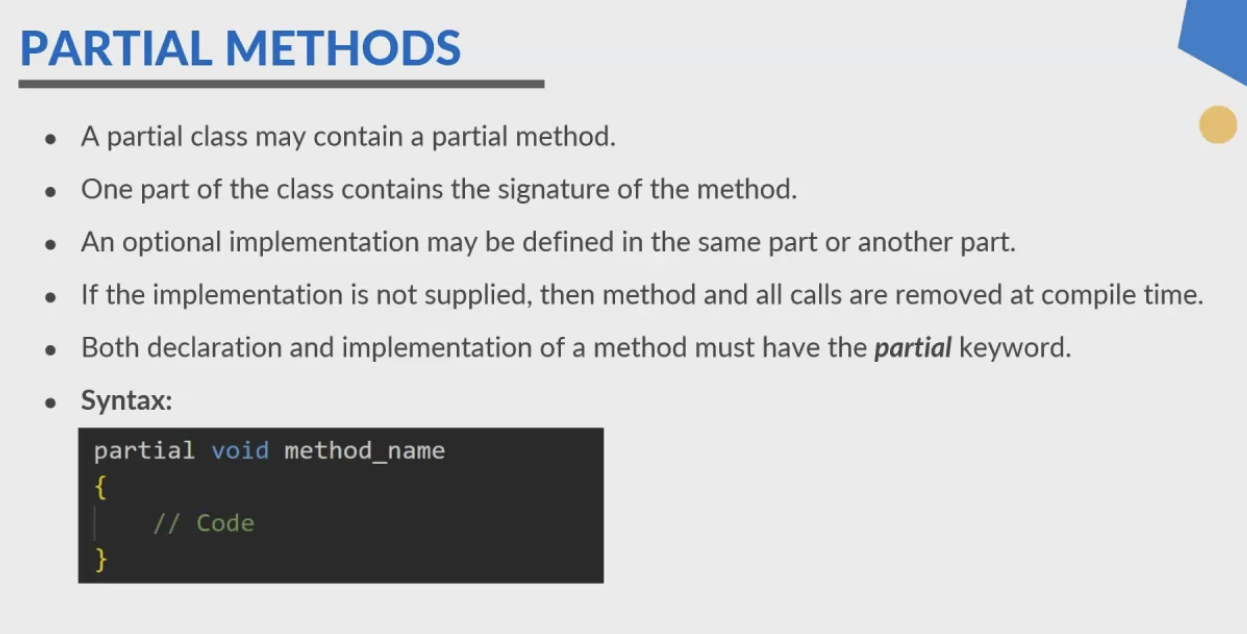 PARTIAL METHODS
• A partial class may contain a partial method.
• One part of the class contains the signature of the method.
• An optional implementation may be defined in the same part or another part.
• If the implementation is not supplied, then method and all calls are removed at compile time.
• Both declaration and implementation of a method must have the partial keyword.
• Syntax:
partial void method_name
{
// Code
}